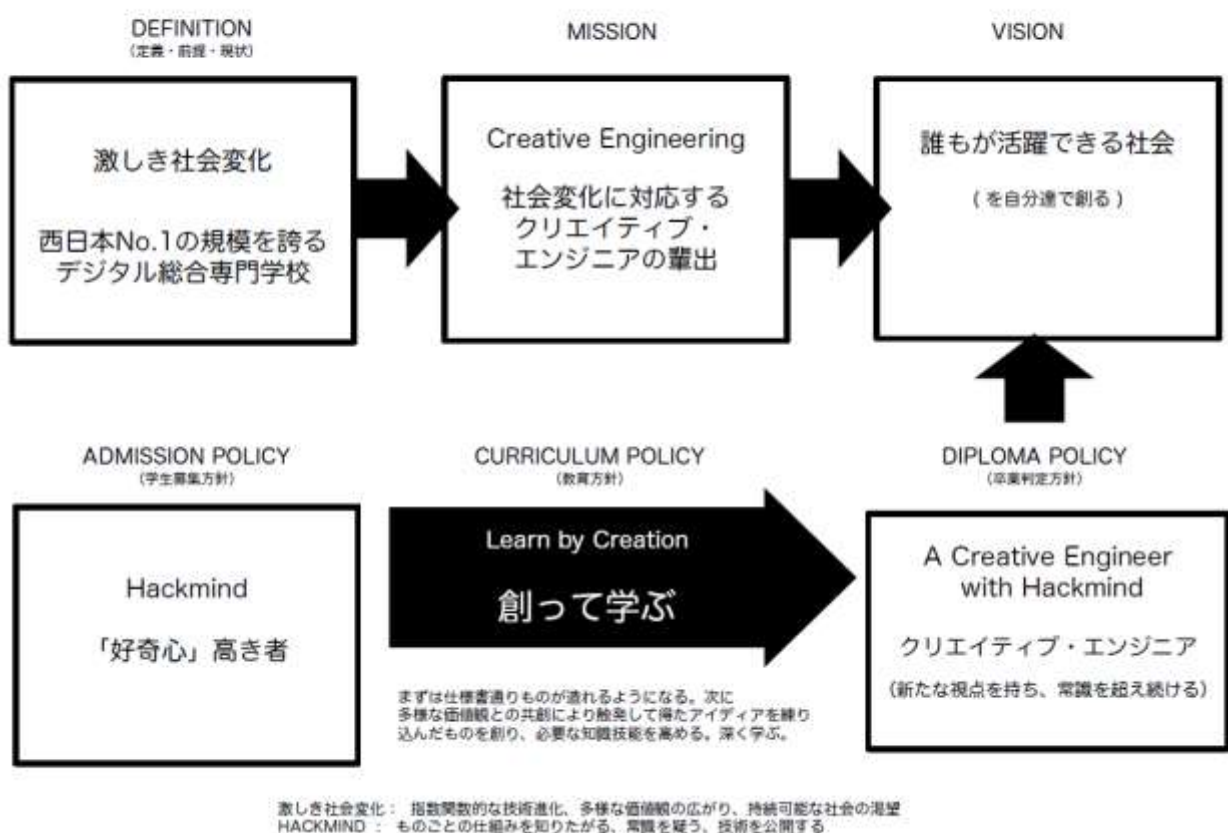 DEFINITION
（定義・前提・現状）
激しき社会変化
西日本No.1の規模を誇る
デジタル総合専門学校
MISSION
Creative Engineering
社会変化に対応する
クリエイティブ・
エンジニアの輩出
VISION
誰もが活躍できる社会
( を自分達で創る )
ADMISSION POLICY
（学生募集方針）
Hackmind
「好奇心」高き者
CURRICULUM POLICY
（教育方針）
Learn by Creation
創って学ぶ
まずは仕様書通りものが造れるようになる。次に
多様な価値観との共創により触発して得たアイディアを練り
込んだものを創り、必要な知識技能を高める。深く学ぶ。
DIPLOMA POLICY
（卒業判定方針）
A Creative Engineer
with Hackmind
クリエイティブ・エンジニア
（新たな視点を持ち、常識を超え続ける）
激しき社会変化： 指数関数的な技術進化、多様な価値観の広がり、持続可能な社会の渇望
HACKMIND ： ものごとの仕組みを知りたがる、常識を疑う、技術を公開する